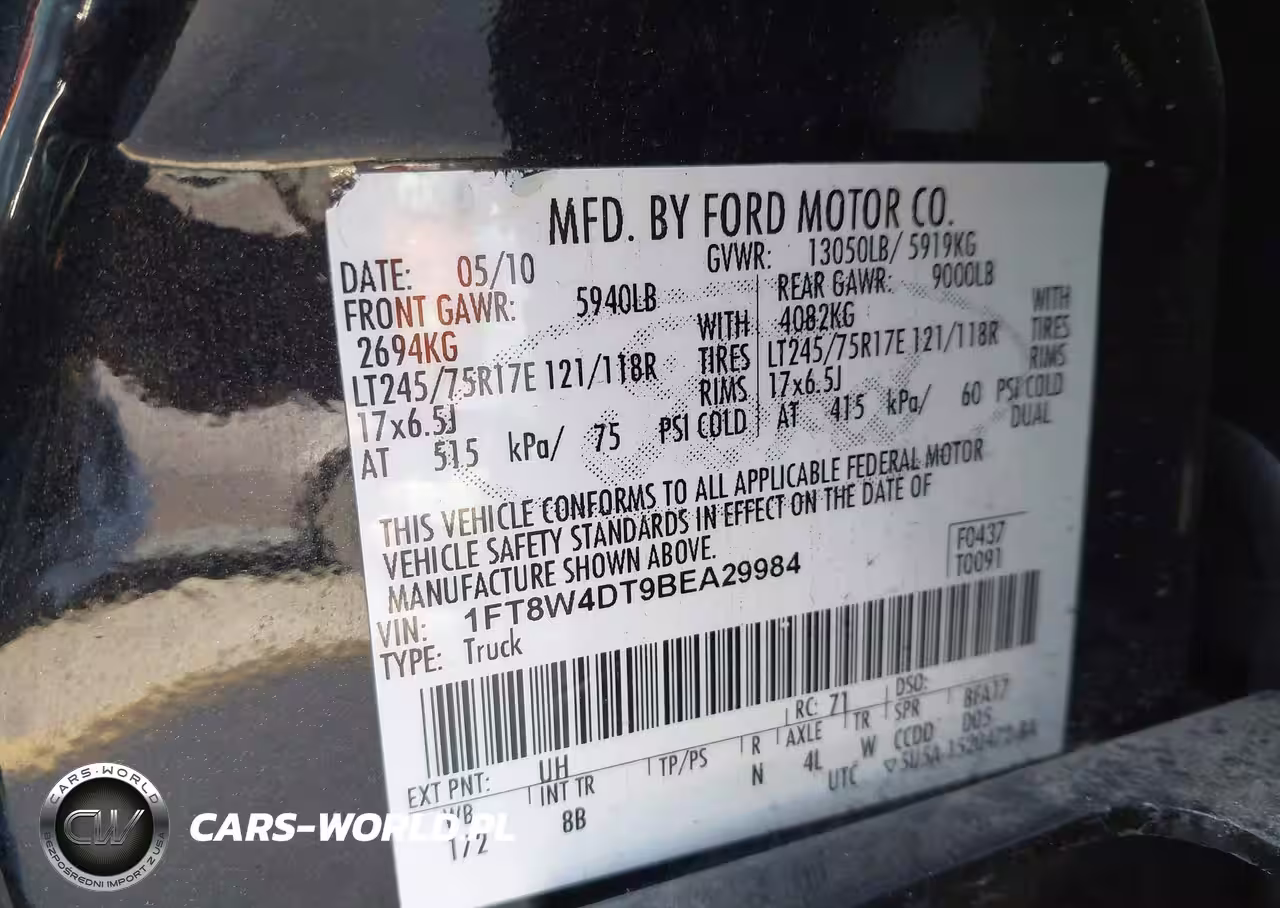 MFD. BY FORD MOTOR CO.
DATE: 05/10 GVWR: 13050LB/ 5919KG
FRONT GAWR: 5940LB REAR GAWR: 9000LB
2694KG WITH 4082KG WITH
LT245/75R17E 121/118R TIRES LT245/75R17E 121/118R TIRES
17x6.5J RIMS 17x6.5J RIMS
AT 515 kPa/ 75 PSI COLD AT 415 kPa/ 60 PSI COLD
DUAL
THIS VEHICLE CONFORMS TO ALL APPLICABLE FEDERAL MOTOR
VEHICLE SAFETY STANDARDS IN EFFECT ON THE DATE OF
MANUFACTURE SHOWN ABOVE.
F0437
T0091
VIN: 1FT8W4DT9BEA29984
TYPE: Truck
EXT PNT: UH RC: 71 DSO:
WB INT TR TP/PS R AXLE TR SPR BFA17
172 8B N 4L W CCDD DOS
UTC
CARS-WORLD
CW
BEZPOŚREDNI IMPORT Z USA
CARS-WORLD.PL